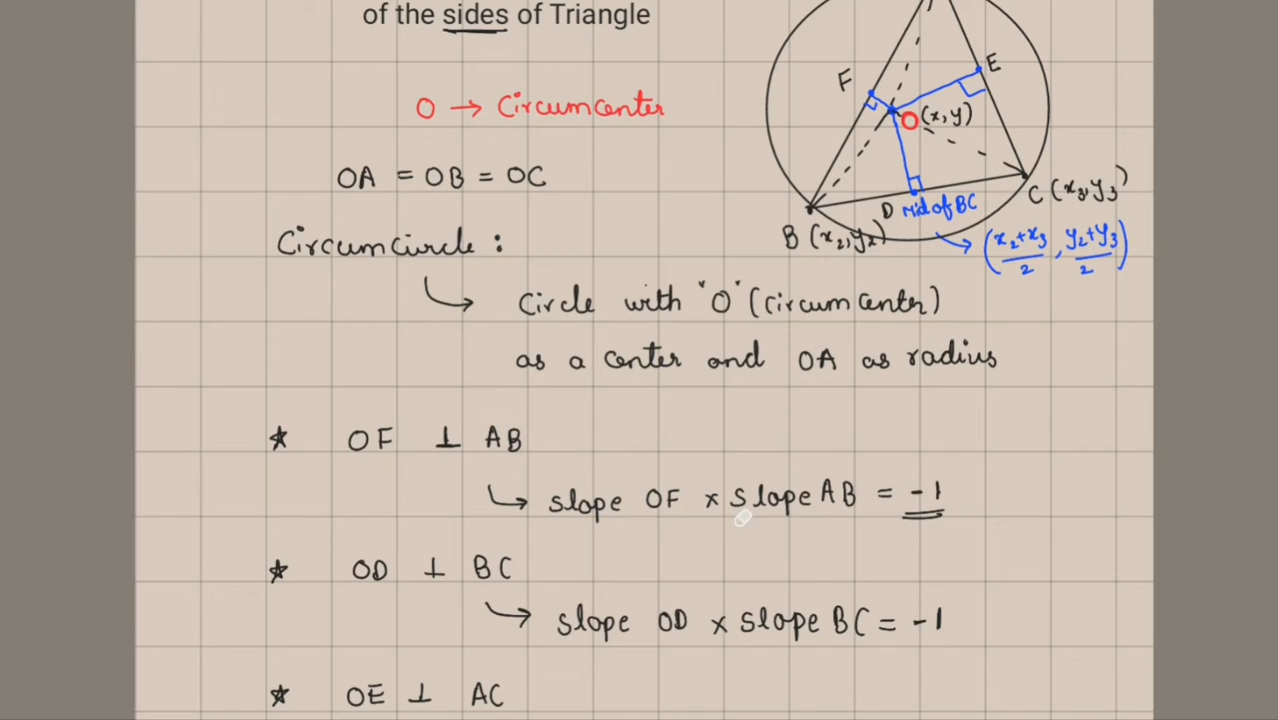 of the sides of Triangle
O → Circumcenter
OA = OB = OC
Circumcircle :
↳ Circle with "O" (circumcenter)
as a center and OA as radius
★ OF ⊥ AB
↳ slope OF × slope AB = -1
★ OD ⊥ BC
↳ slope OD × slope BC = -1
★ OE ⊥ AC
E
F
O (x, y)
C (x₃, y₃)
D Mid of BC
B (x₂, y₂)
→ (x₂+x₃/2 , y₂+y₃/2)